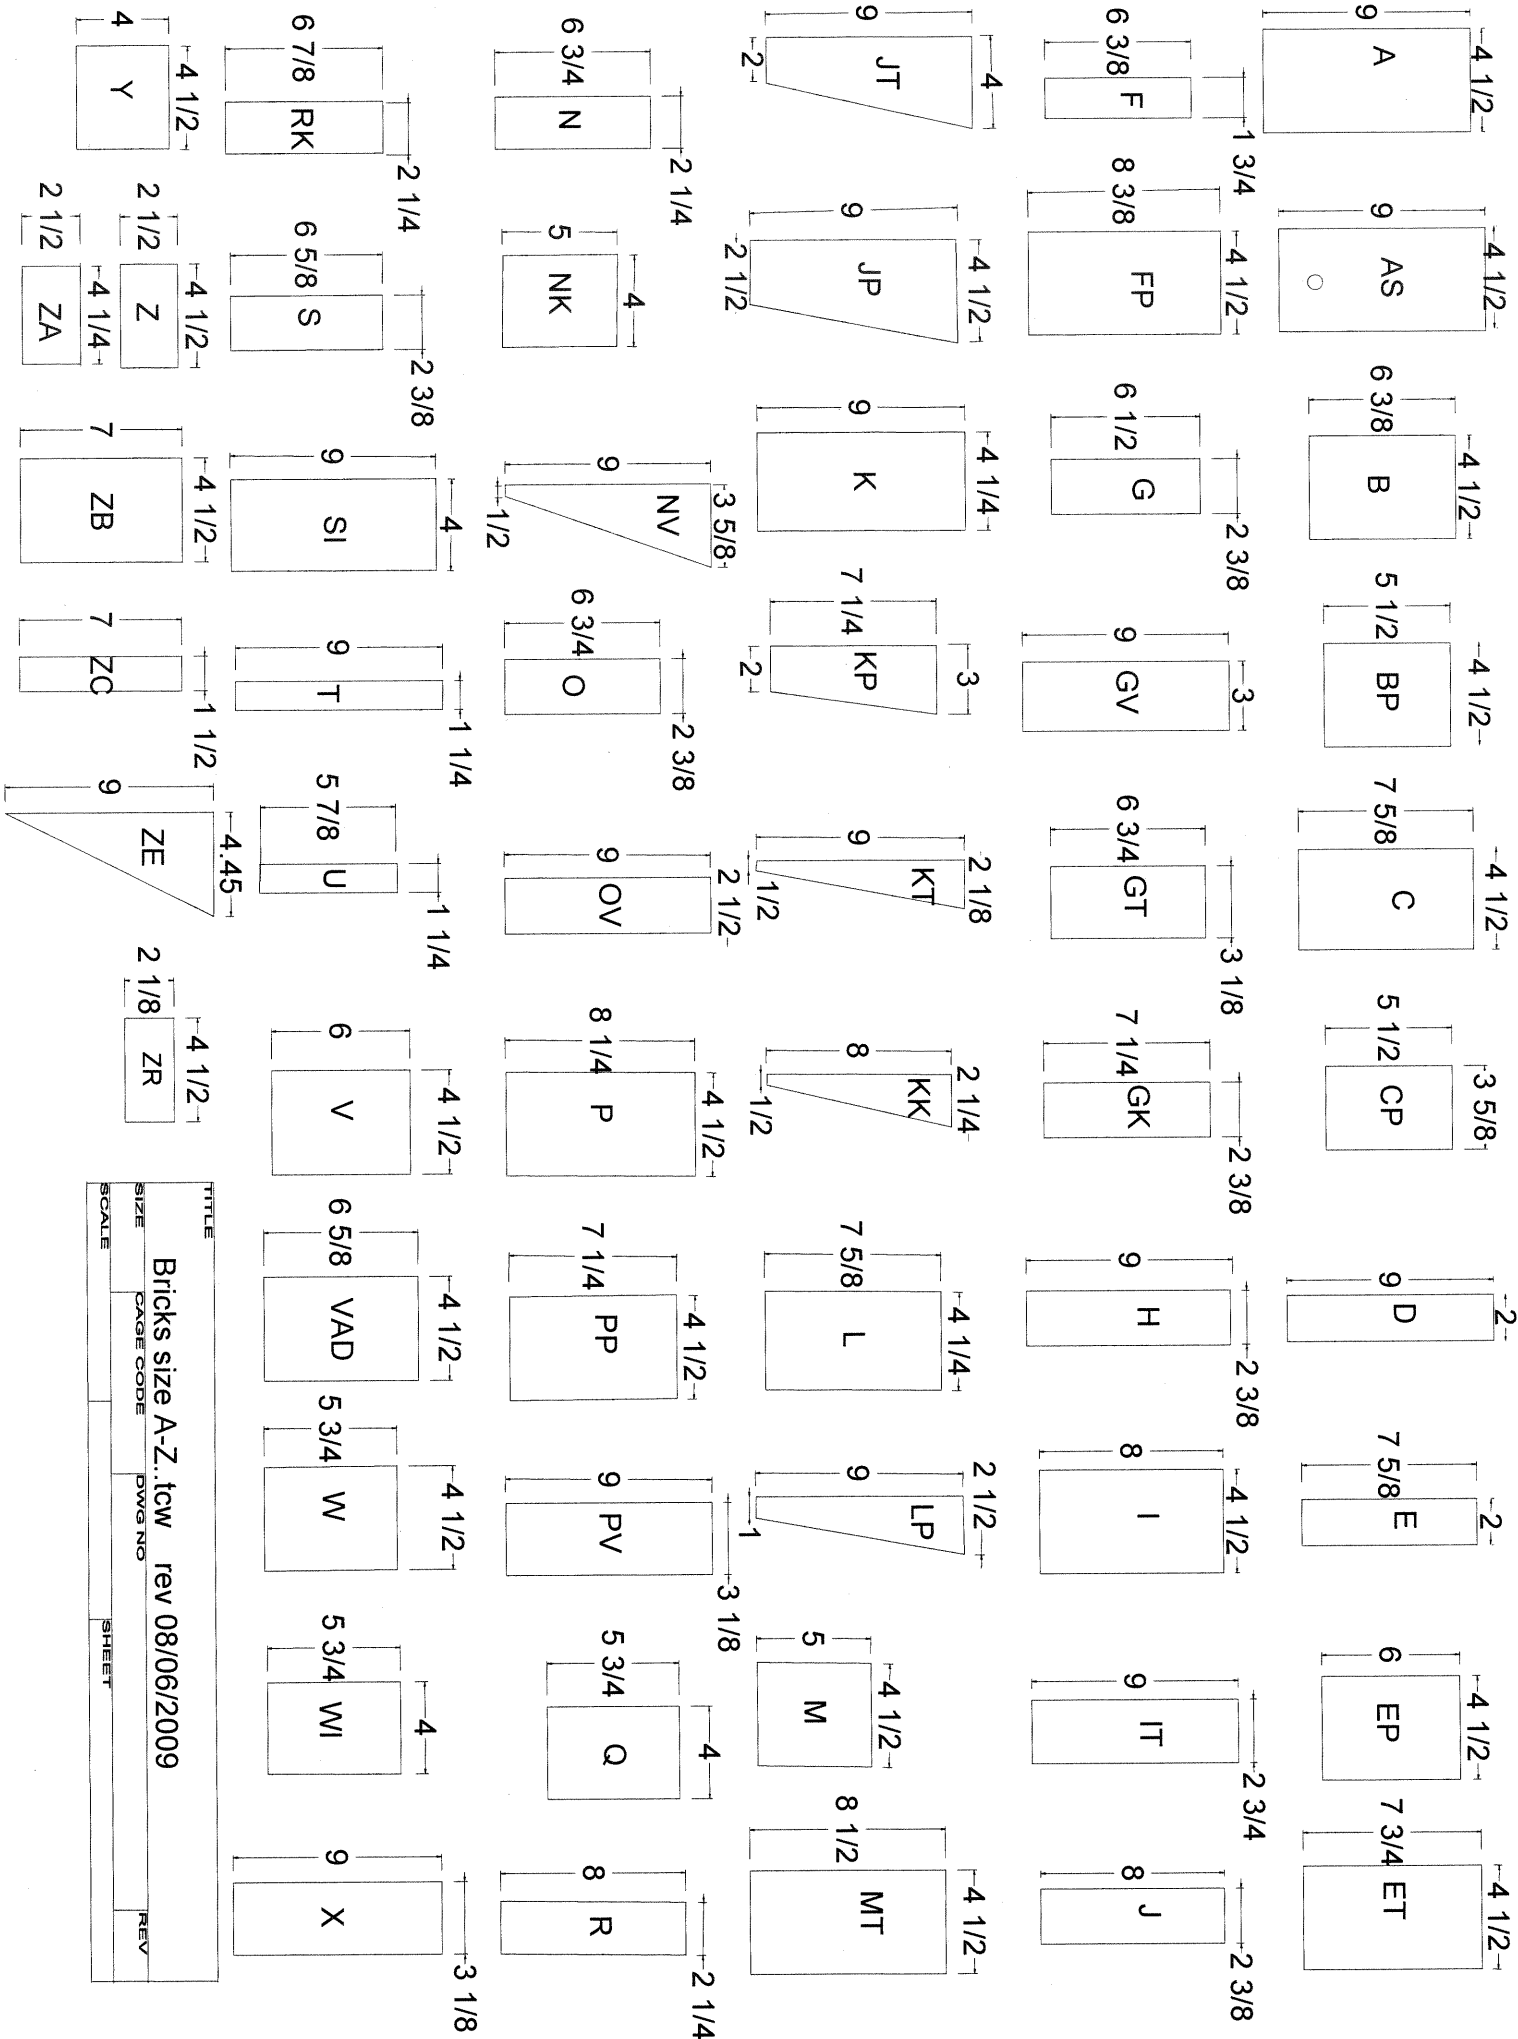 A 9 4 1/2
AS 9 4 1/2
B 6 3/8 4 1/2
BP 5 1/2 4 1/2
C 7 5/8 4 1/2
CP 5 1/2 3 5/8
D 9 2
E 7 5/8 2
EP 6 4 1/2
ET 7 3/4 4 1/2
F 6 3/8 1 3/4
FP 8 3/8 4 1/2
G 6 1/2 2 3/8
GV 9 3
GT 6 3/4 3 1/8
GK 7 1/4 2 3/8
H 9 2 3/8
I 8 4 1/2
IT 9 2 3/4
J 8 2 3/8
JT 9 4 2
JP 9 4 1/2 2 1/2
K 9 4 1/4
KP 7 1/4 3 2
KT 9 2 1/8 1/2
KK 8 2 1/4 1/2
L 7 5/8 4 1/4
LP 9 2 1/2 1
M 5 4 1/2
MT 8 1/2 4 1/2
N 6 3/4 2 1/4
NK 5 4
NV 9 3 5/8 1/2
O 6 3/4 2 3/8
OV 9 2 1/2
P 8 1/4 4 1/2
PP 7 1/4 4 1/2
PV 9 3 1/8
Q 5 3/4 4
R 8 2 1/4
RK 6 7/8 2 1/4
S 6 5/8 2 3/8
SI 9 4
T 9 1 1/4
U 5 7/8 1 1/4
V 6 4 1/2
VAD 6 5/8 4 1/2
W 5 3/4 4 1/2
WI 5 3/4 4
X 9 3 1/8
Y 4 4 1/2
Z 2 1/2 4 1/2
ZA 2 1/2 4 1/4
ZB 7 4 1/2
ZC 7 1 1/2
ZE 9 4.45
ZR 2 1/8 4 1/2
TITLE
Bricks size A-Z..tcw rev 08/06/2009
SIZE CAGE CODE DWG NO REV
SCALE SHEET